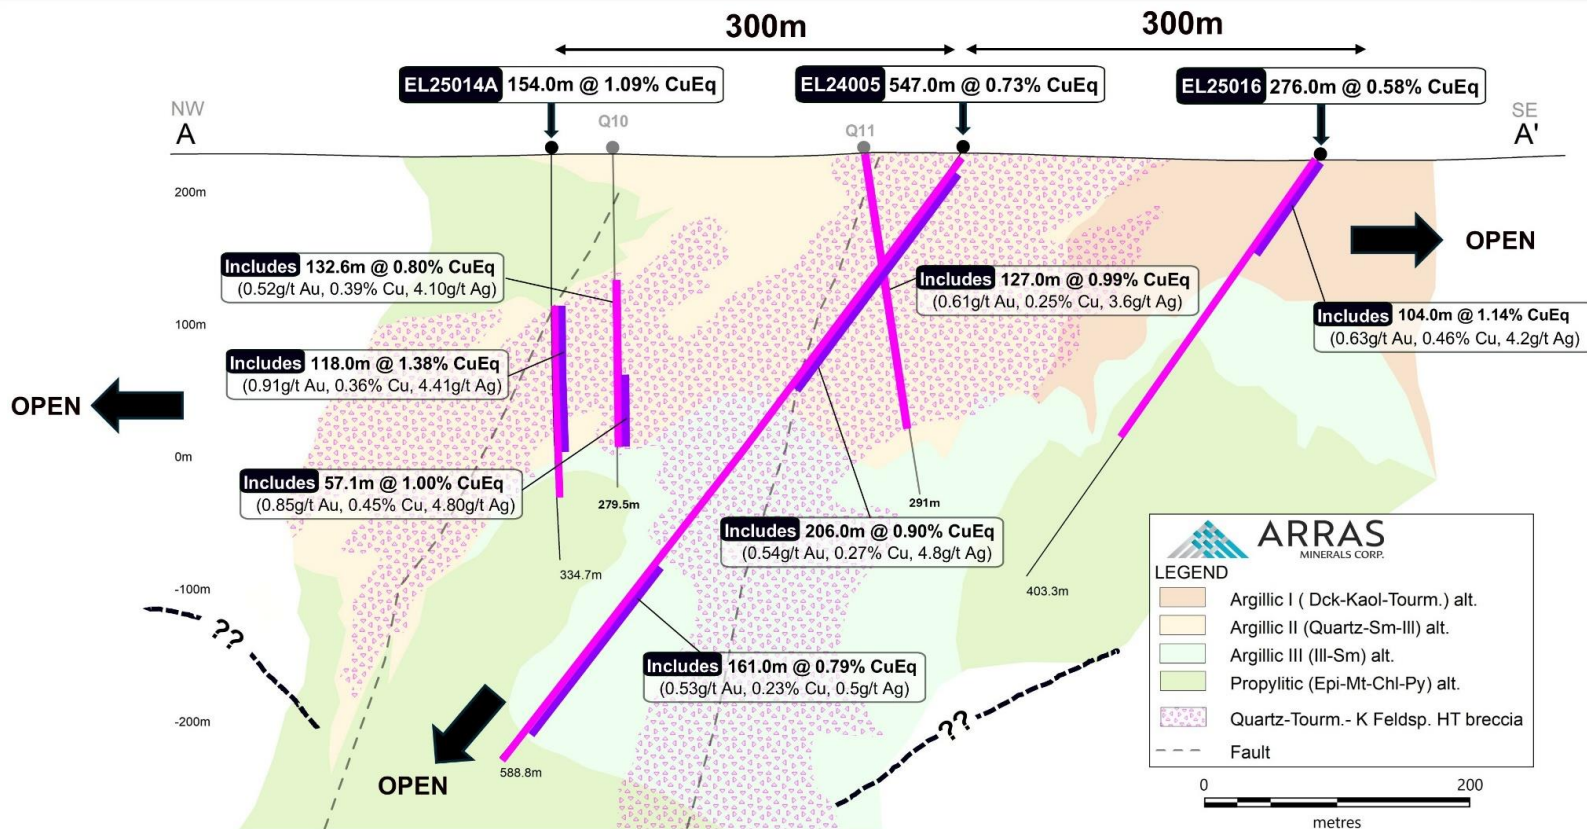 300m
300m
EL25014A 154.0m @ 1.09% CuEq
EL24005 547.0m @ 0.73% CuEq
EL25016 276.0m @ 0.58% CuEq
NW
A
Q10
Q11
SE
A'
200m
100m
0m
-100m
-200m
Includes 132.6m @ 0.80% CuEq
(0.52g/t Au, 0.39% Cu, 4.10g/t Ag)
Includes 118.0m @ 1.38% CuEq
(0.91g/t Au, 0.36% Cu, 4.41g/t Ag)
Includes 57.1m @ 1.00% CuEq
(0.85g/t Au, 0.45% Cu, 4.80g/t Ag)
Includes 127.0m @ 0.99% CuEq
(0.61g/t Au, 0.25% Cu, 3.6g/t Ag)
Includes 104.0m @ 1.14% CuEq
(0.63g/t Au, 0.46% Cu, 4.2g/t Ag)
Includes 206.0m @ 0.90% CuEq
(0.54g/t Au, 0.27% Cu, 4.8g/t Ag)
Includes 161.0m @ 0.79% CuEq
(0.53g/t Au, 0.23% Cu, 0.5g/t Ag)
OPEN
OPEN
OPEN
279.5m
291m
334.7m
403.3m
588.8m
??
??
ARRAS
MINERALS CORP.
LEGEND
Argillic I ( Dck-Kaol-Tourm.) alt.
Argillic II (Quartz-Sm-Ill) alt.
Argillic III (Ill-Sm) alt.
Propylitic (Epi-Mt-Chl-Py) alt.
Quartz-Tourm.- K Feldsp. HT breccia
Fault
0 200
metres